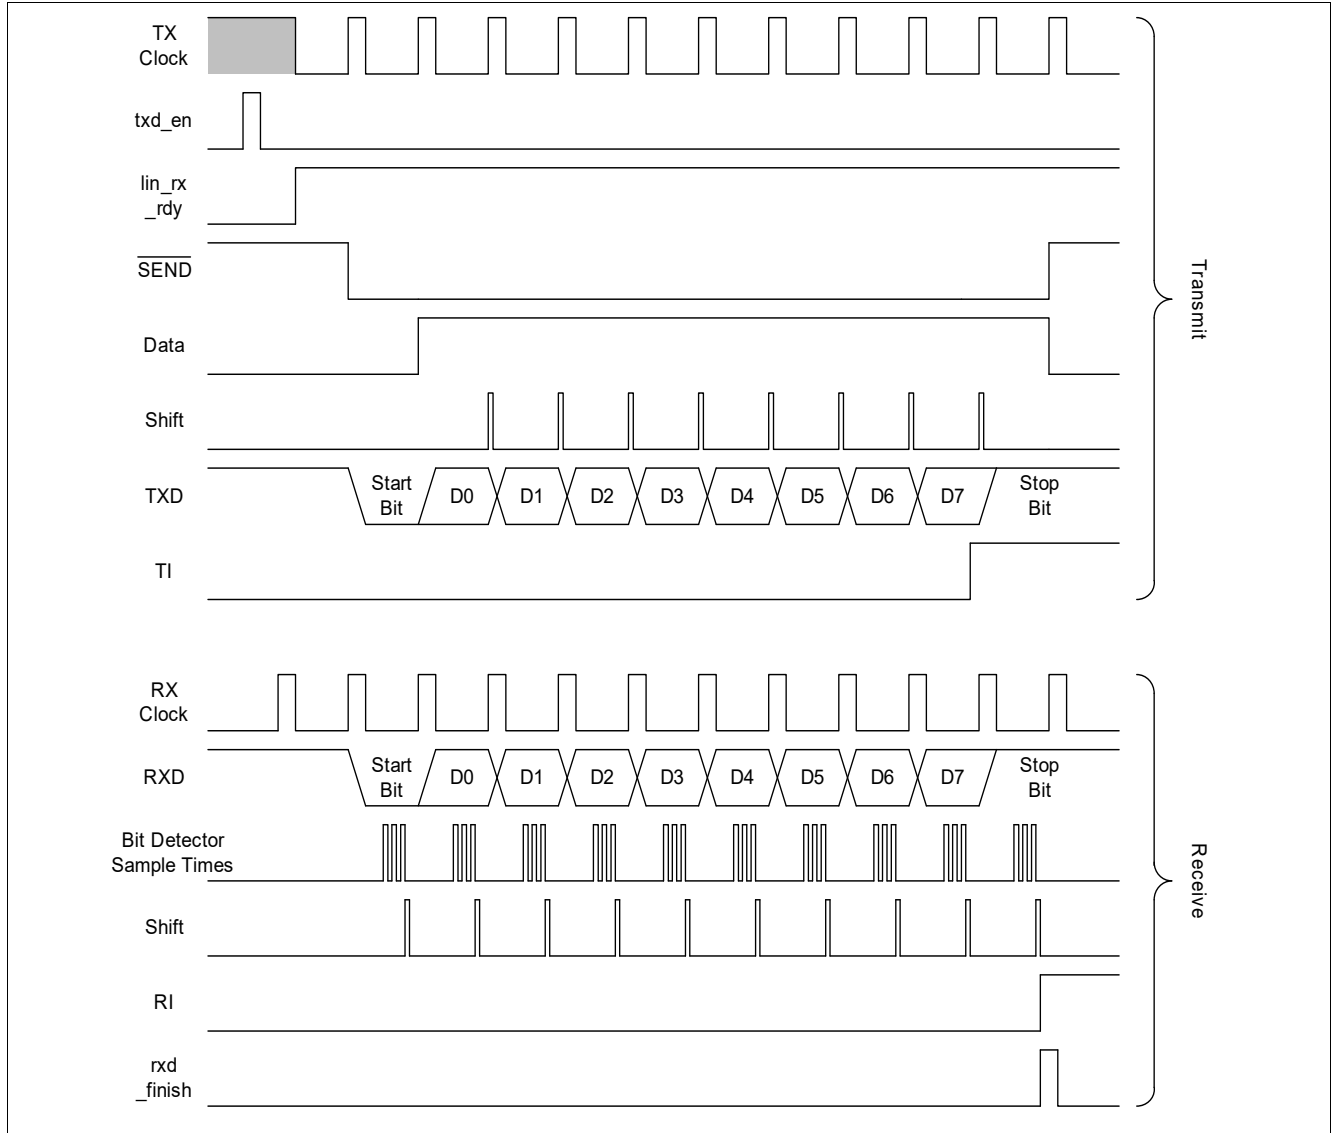 TX
Clock
txd_en
lin_rx
_rdy
SEND
Data
Shift
TXD
Start
Bit
D0
D1
D2
D3
D4
D5
D6
D7
Stop
Bit
TI
Transmit
RX
Clock
RXD
Start
Bit
D0
D1
D2
D3
D4
D5
D6
D7
Stop
Bit
Bit Detector
Sample Times
Shift
RI
rxd
_finish
Receive